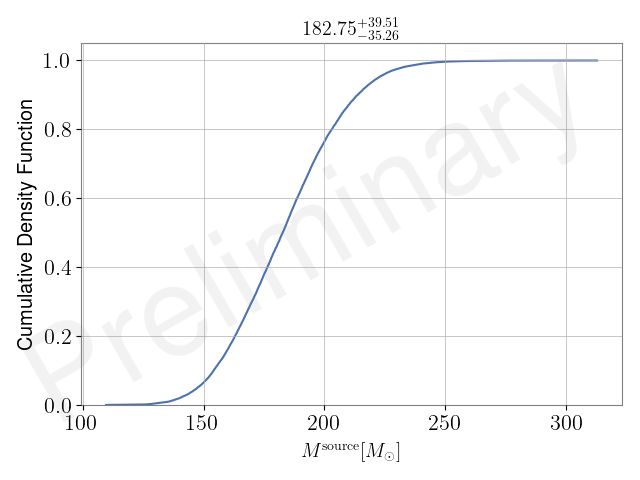 182.75^{+39.51}_{-35.26}
1.0
0.8
0.6
0.4
0.2
0.0
Cumulative Density Function
100 150 200 250 300
M^{source}[M_⊙]
Preliminary